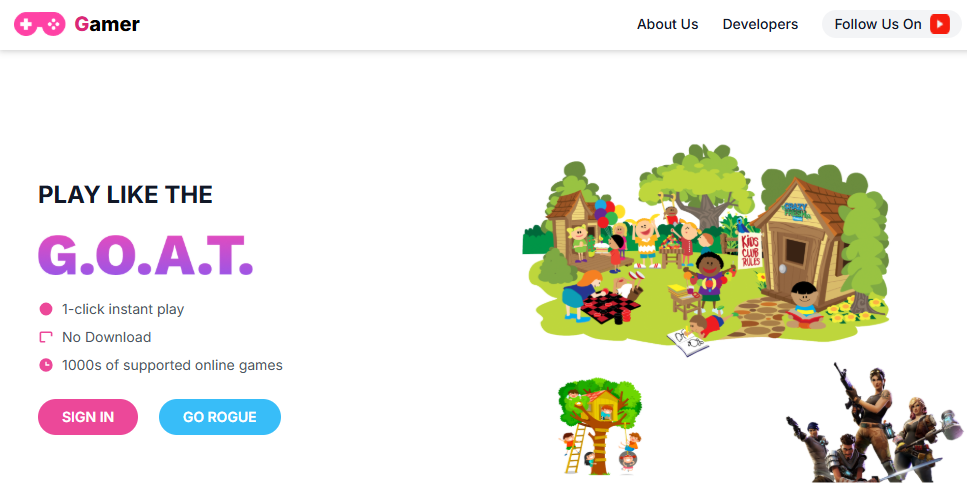 Gamer
About Us
Developers
Follow Us On
PLAY LIKE THE
G.O.A.T.
1-click instant play
No Download
1000s of supported online games
SIGN IN
GO ROGUE
KIDS
CLUB
RULES